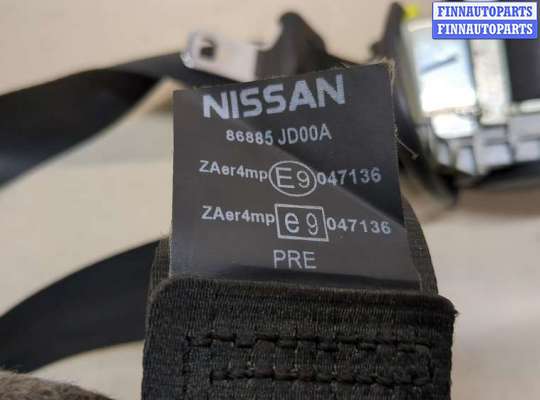 FINNAUTOPARTS
FINNAUTOPARTS
NISSAN
86885 JD00A
ZAer4mp E9 047136
ZAer4mp e9 047136
PRE